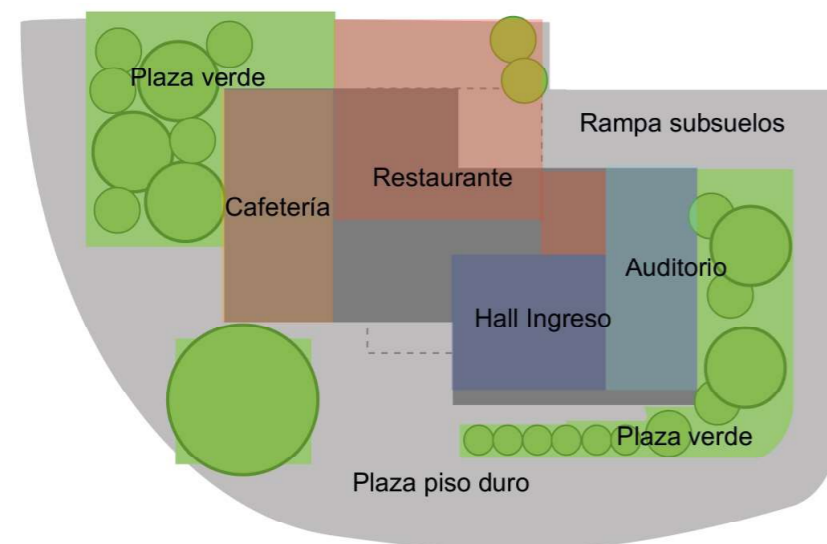 Plaza verde
Rampa subsuelos
Restaurante
Cafetería
Auditorio
Hall Ingreso
Plaza verde
Plaza piso duro